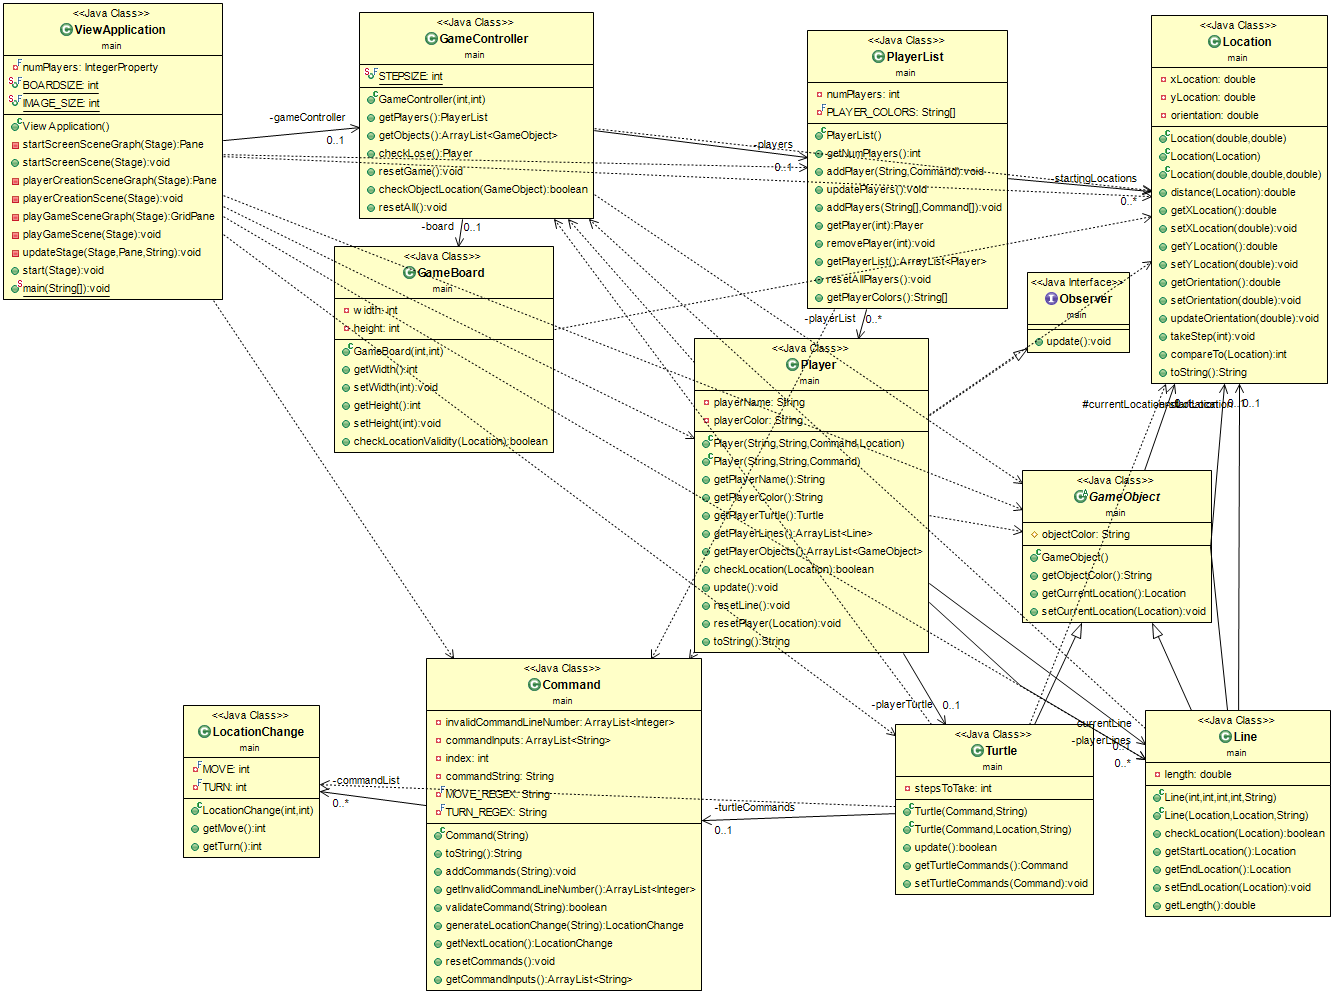 <<Java Class>>
ViewApplication
main
numPlayers: IntegerProperty
BOARDSIZE: int
IMAGE_SIZE: int
View Application()
startScreenSceneGraph(Stage):Pane
startScreenScene(Stage):void
playerCreationSceneGraph(Stage):Pane
playerCreationScene(Stage):void
playGameSceneGraph(Stage):GridPane
playGameScene(Stage):void
updateStage(Stage,Pane,String):void
start(Stage):void
main(String[]):void
-gameController
0..1
<<Java Class>>
GameController
main
STEPSIZE: int
GameController(int,int)
getPlayers():PlayerList
getObjects():ArrayList<GameObject>
checkLose():Player
resetGame():void
checkObjectLocation(GameObject):boolean
resetAll():void
-board
0..1
<<Java Class>>
GameBoard
main
width: int
height: int
GameBoard(int,int)
getWidth():int
setWidth(int):void
getHeight():int
setHeight(int):void
checkLocationValidity(Location):boolean
-players
0..1
<<Java Class>>
PlayerList
main
numPlayers: int
PLAYER_COLORS: String[]
PlayerList()
getNumPlayers():int
addPlayer(String,Command):void
updatePlayers():void
addPlayers(String[],Command[]):void
getPlayer(int):Player
removePlayer(int):void
getPlayerList():ArrayList<Player>
resetAllPlayers():void
getPlayerColors():String[]
-playerList
0..*
-startingLocations
0..*
<<Java Class>>
Location
main
xLocation: double
yLocation: double
orientation: double
Location(double,double)
Location(Location)
Location(double,double,double)
distance(Location):double
getXLocation():double
setXLocation(double):void
getYLocation():double
setYLocation(double):void
getOrientation():double
setOrientation(double):void
updateOrientation(double):void
takeStep(int):void
compareTo(Location):int
toString():String
<<Java Interface>>
Observer
main
update():void
<<Java Class>>
Player
main
playerName: String
playerColor: String
Player(String,String,Command,Location)
Player(String,String,Command)
getPlayerName():String
getPlayerColor():String
getPlayerTurtle():Turtle
getPlayerLines():ArrayList<Line>
getPlayerObjects():ArrayList<GameObject>
checkLocation(Location):boolean
update():void
resetLine():void
resetPlayer(Location):void
toString():String
#currentLocation
0..1
<<Java Class>>
GameObject
main
objectColor: String
GameObject()
getObjectColor():String
getCurrentLocation():Location
setCurrentLocation(Location):void
<<Java Class>>
Command
main
invalidCommandLineNumber: ArrayList<Integer>
commandInputs: ArrayList<String>
index: int
commandString: String
MOVE_REGEX: String
TURN_REGEX: String
Command(String)
toString():String
addCommands(String):void
getInvalidCommandLineNumber():ArrayList<Integer>
validateCommand(String):boolean
generateLocationChange(String):LocationChange
getNextLocation():LocationChange
resetCommands():void
getCommandInputs():ArrayList<String>
<<Java Class>>
LocationChange
main
MOVE: int
TURN: int
LocationChange(int,int)
getMove():int
getTurn():int
-commandList
0..*
-playerTurtle
0..1
-turtleCommands
0..1
<<Java Class>>
Turtle
main
stepsToTake: int
Turtle(Command,String)
Turtle(Command,Location,String)
update():boolean
getTurtleCommands():Command
setTurtleCommands(Command):void
currentLine
0..1
-playerLines
0..*
<<Java Class>>
Line
main
length: double
Line(int,int,int,int,String)
Line(Location,Location,String)
checkLocation(Location):boolean
getStartLocation():Location
getEndLocation():Location
setEndLocation(Location):void
getLength():double